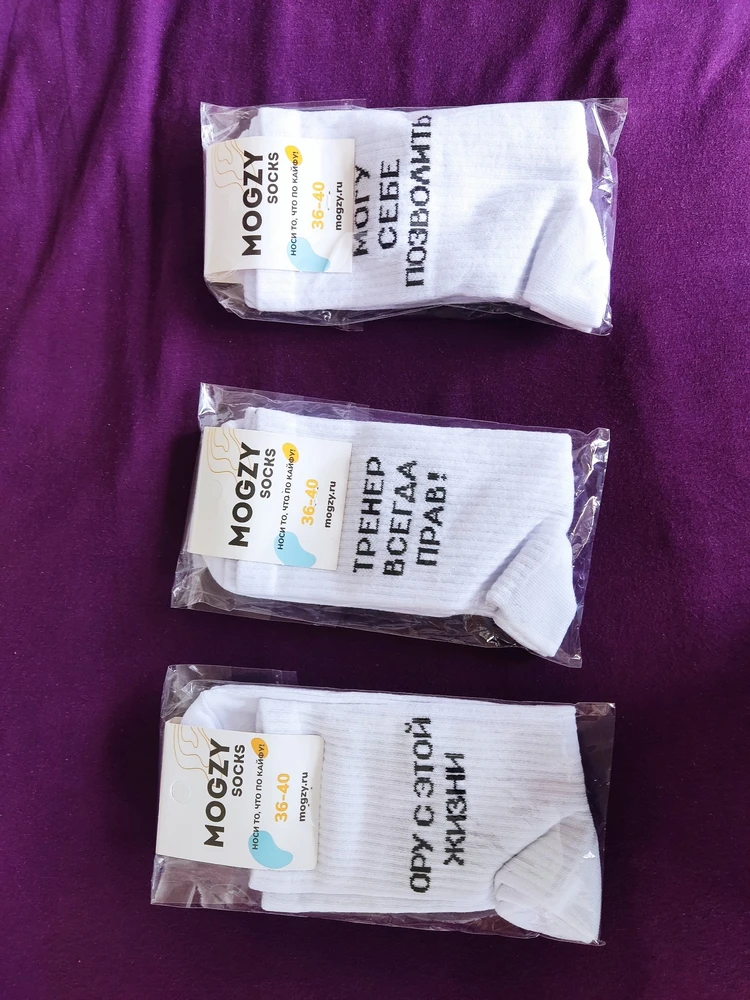 MOGZY
SOCKS
НОСИ ТО, ЧТО ПО КАЙФУ!
36-40
mogzy.ru
МОГУ
СЕБЕ
ПОЗВОЛИТЬ
MOGZY
SOCKS
НОСИ ТО, ЧТО ПО КАЙФУ!
36-40
mogzy.ru
ТРЕНЕР
ВСЕГДА
ПРАВ!
MOGZY
SOCKS
НОСИ ТО, ЧТО ПО КАЙФУ!
36-40
mogzy.ru
ОРУ С ЭТОЙ
ЖИЗНИ